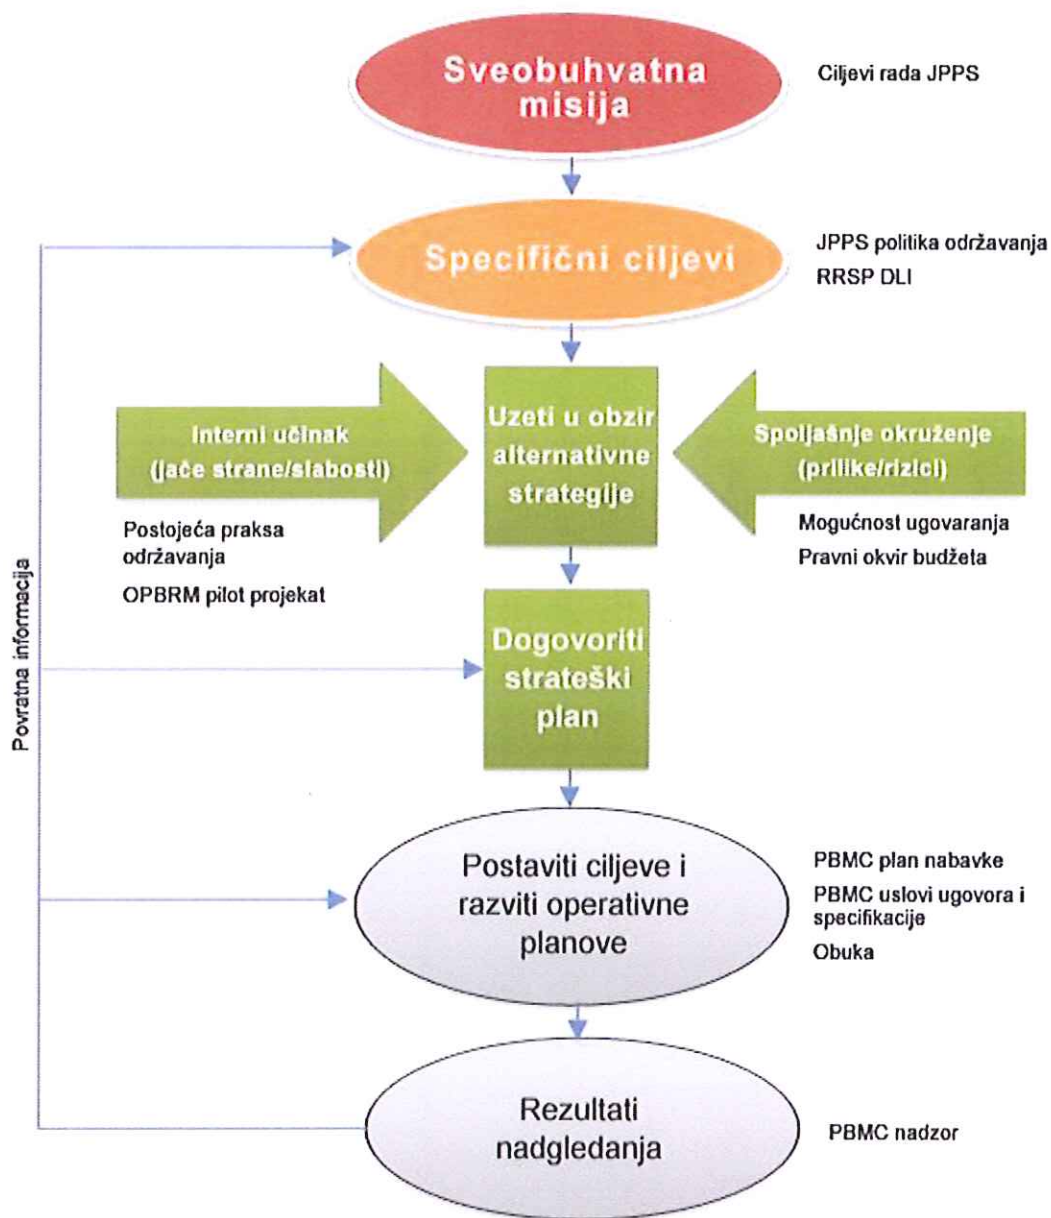 Sveobuhvatna
misija
Ciljevi rada JPPS
Specifični ciljevi
JPPS politika održavanja
RRSP DLI
Interni učinak
(jače strane/slabosti)
Uzeti u obzir
alternativne
strategije
Spoljašnje okruženje
(prilike/rizici)
Postojeća praksa
održavanja
OPBRM pilot projekat
Mogućnost ugovaranja
Pravni okvir budžeta
Povratna informacija
Dogovoriti
strateški
plan
Postaviti ciljeve i
razviti operativne
planove
PBMC plan nabavke
PBMC uslovi ugovora i
specifikacije
Obuka
Rezultati
nadgledanja
PBMC nadzor